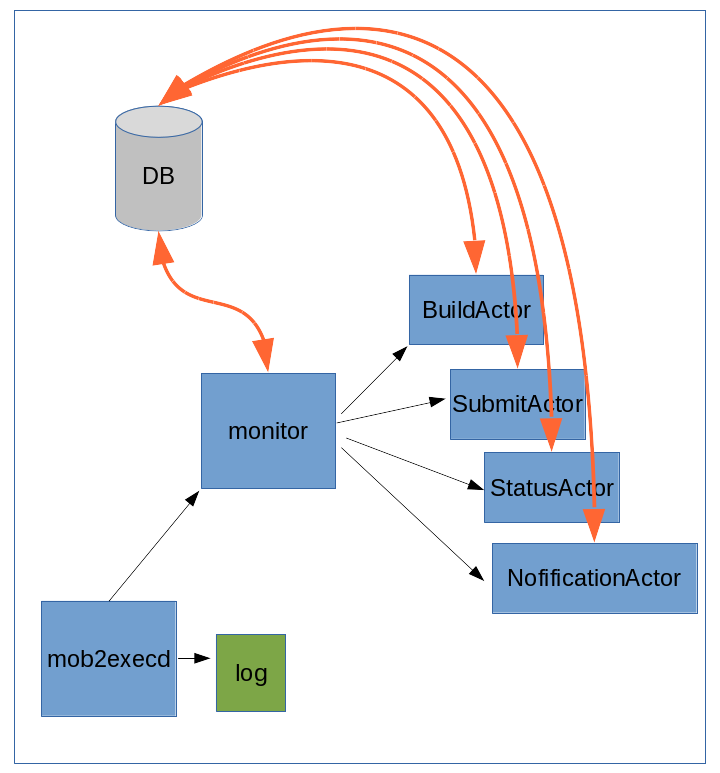 DB
BuildActor
SubmitActor
monitor
StatusActor
NofificationActor
mob2execd
log